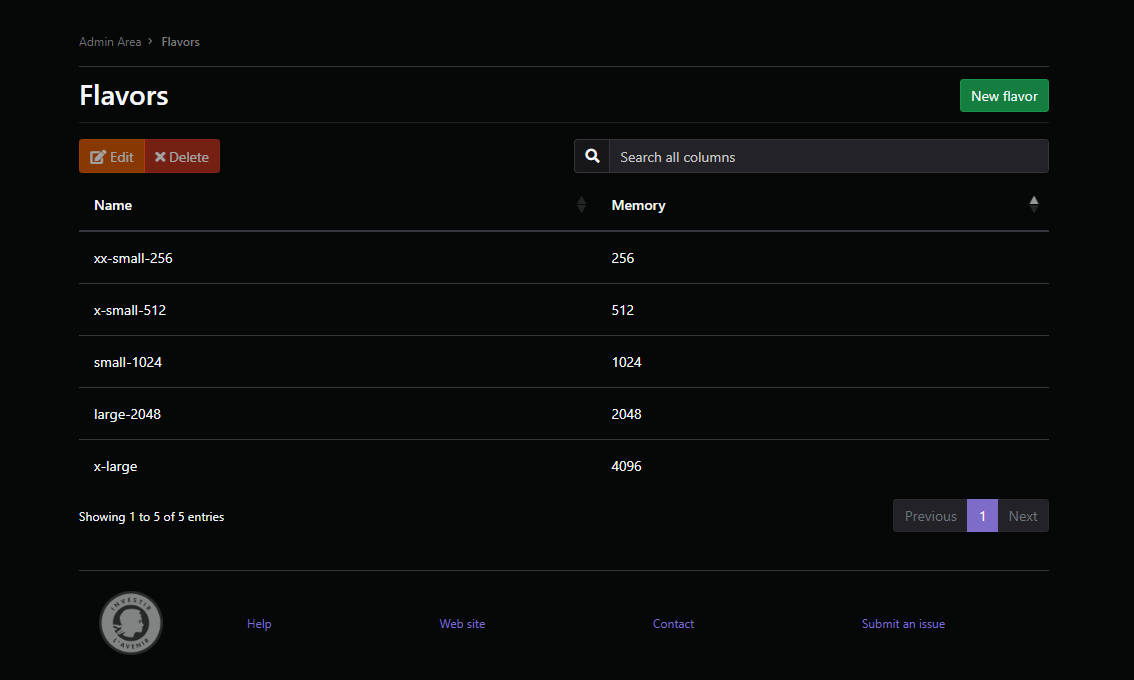 Admin Area > Flavors
Flavors
New flavor
Edit
Delete
Search all columns
Name Memory
xx-small-256 256
x-small-512 512
small-1024 1024
large-2048 2048
x-large 4096
Showing 1 to 5 of 5 entries
Previous 1 Next
INVESTIR
L'AVENIR
Help Web site Contact Submit an issue